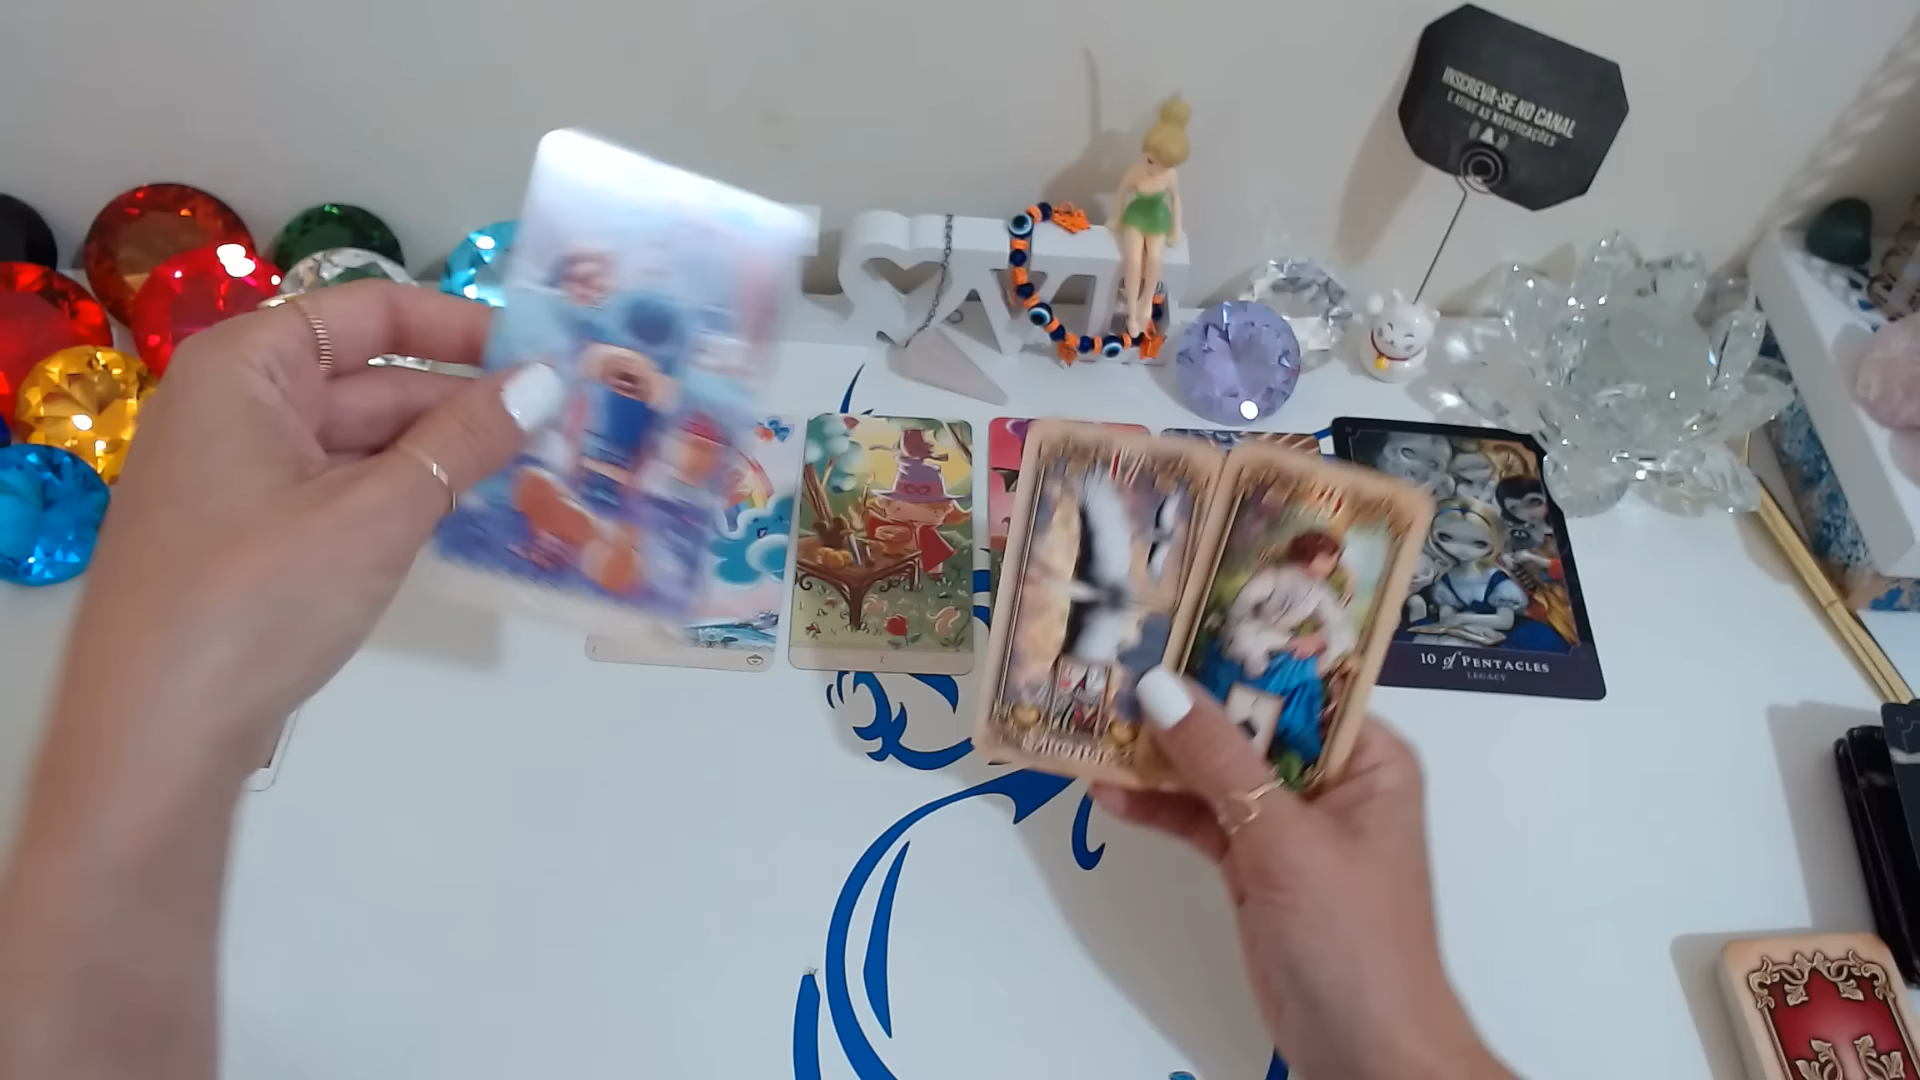 INSCREVA-SE NO CANAL
E ATIVE AS NOTIFICAÇÕES
10 of PENTACLES
LEGACY
I